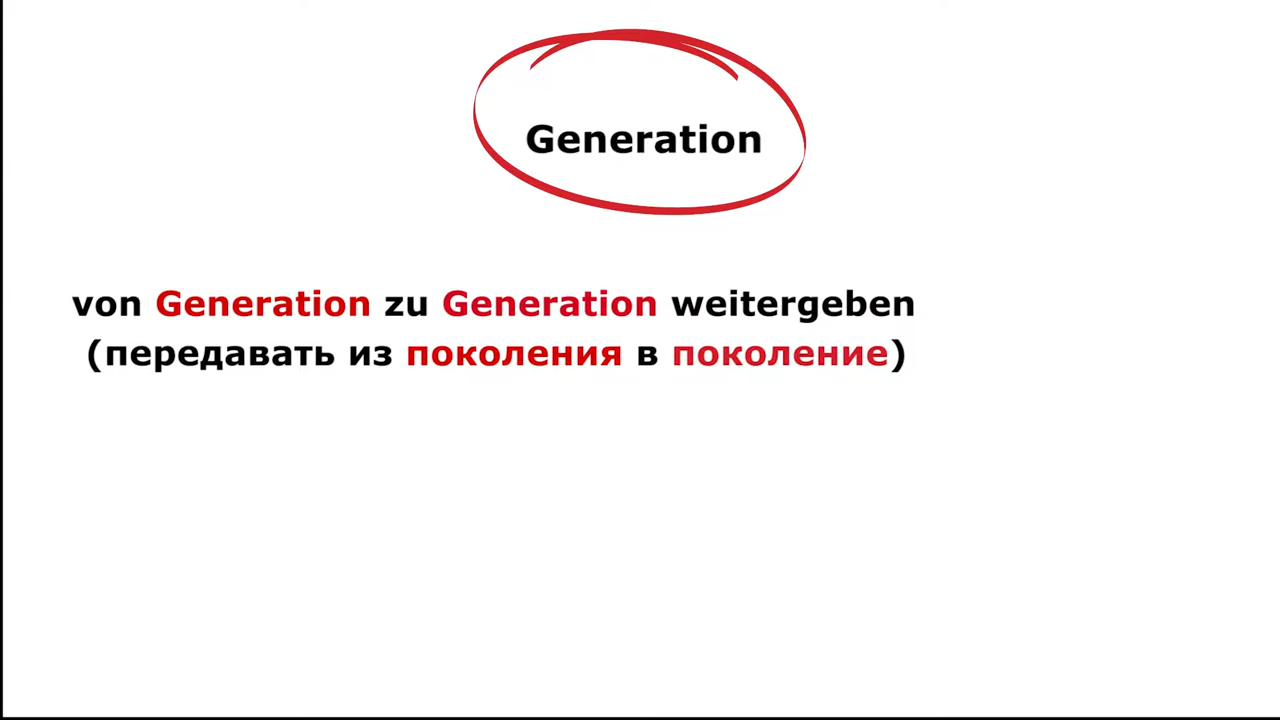 Generation
von Generation zu Generation weitergeben
(передавать из поколения в поколение)